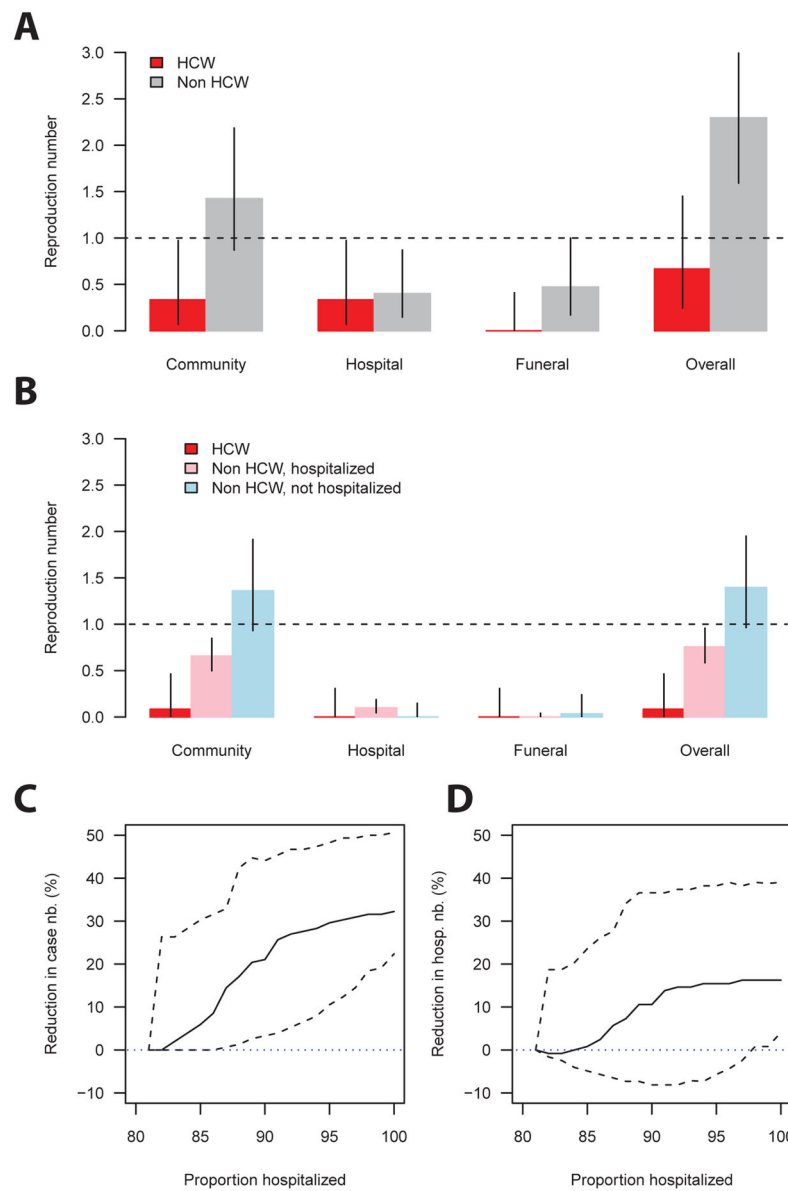 A
3.0
HCW
Non HCW
2.5
2.0
1.5
1.0
0.5
0.0
Reproduction number
Community Hospital Funeral Overall
B
3.0
HCW
Non HCW, hospitalized
Non HCW, not hospitalized
2.5
2.0
1.5
1.0
0.5
0.0
Reproduction number
Community Hospital Funeral Overall
C
50
40
30
20
10
0
−10
Reduction in case nb. (%)
80 85 90 95 100
Proportion hospitalized
D
50
40
30
20
10
0
−10
Reduction in hosp. nb. (%)
80 85 90 95 100
Proportion hospitalized